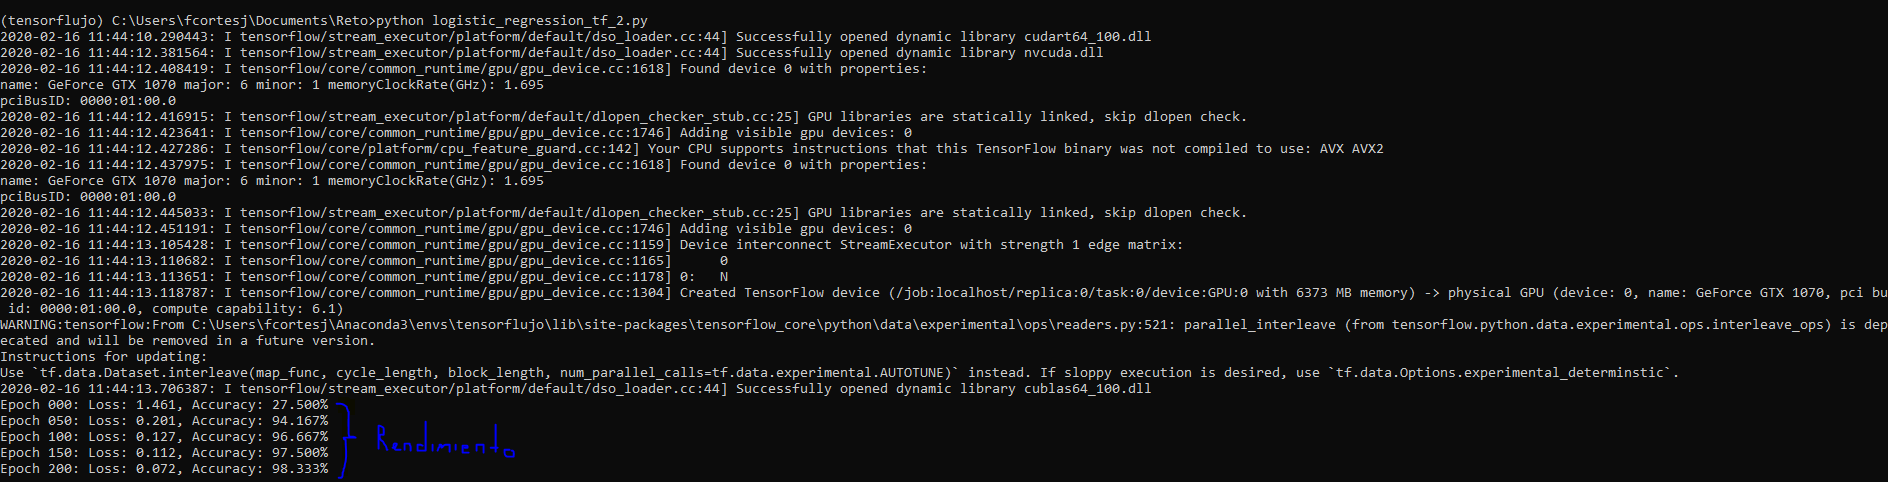 (tensorflujo) C:\Users\fcortesj\Documents\Reto>python logistic_regression_tf_2.py
2020-02-16 11:44:10.290443: I tensorflow/stream_executor/platform/default/dso_loader.cc:44] Successfully opened dynamic library cudart64_100.dll
2020-02-16 11:44:12.381564: I tensorflow/stream_executor/platform/default/dso_loader.cc:44] Successfully opened dynamic library nvcuda.dll
2020-02-16 11:44:12.408419: I tensorflow/core/common_runtime/gpu/gpu_device.cc:1618] Found device 0 with properties:
name: GeForce GTX 1070 major: 6 minor: 1 memoryClockRate(GHz): 1.695
pciBusID: 0000:01:00.0
2020-02-16 11:44:12.416915: I tensorflow/stream_executor/platform/default/dlopen_checker_stub.cc:25] GPU libraries are statically linked, skip dlopen check.
2020-02-16 11:44:12.423641: I tensorflow/core/common_runtime/gpu/gpu_device.cc:1746] Adding visible gpu devices: 0
2020-02-16 11:44:12.427286: I tensorflow/core/platform/cpu_feature_guard.cc:142] Your CPU supports instructions that this TensorFlow binary was not compiled to use: AVX AVX2
2020-02-16 11:44:12.437975: I tensorflow/core/common_runtime/gpu/gpu_device.cc:1618] Found device 0 with properties:
name: GeForce GTX 1070 major: 6 minor: 1 memoryClockRate(GHz): 1.695
pciBusID: 0000:01:00.0
2020-02-16 11:44:12.445033: I tensorflow/stream_executor/platform/default/dlopen_checker_stub.cc:25] GPU libraries are statically linked, skip dlopen check.
2020-02-16 11:44:12.451191: I tensorflow/core/common_runtime/gpu/gpu_device.cc:1746] Adding visible gpu devices: 0
2020-02-16 11:44:13.105428: I tensorflow/core/common_runtime/gpu/gpu_device.cc:1159] Device interconnect StreamExecutor with strength 1 edge matrix:
2020-02-16 11:44:13.110682: I tensorflow/core/common_runtime/gpu/gpu_device.cc:1165]      0
2020-02-16 11:44:13.113651: I tensorflow/core/common_runtime/gpu/gpu_device.cc:1178] 0:   N
2020-02-16 11:44:13.118787: I tensorflow/core/common_runtime/gpu/gpu_device.cc:1304] Created TensorFlow device (/job:localhost/replica:0/task:0/device:GPU:0 with 6373 MB memory) -> physical GPU (device: 0, name: GeForce GTX 1070, pci bu
s id: 0000:01:00.0, compute capability: 6.1)
WARNING:tensorflow:From C:\Users\fcortesj\Anaconda3\envs\tensorflujo\lib\site-packages\tensorflow_core\python\data\experimental\ops\readers.py:521: parallel_interleave (from tensorflow.python.data.experimental.ops.interleave_ops) is dep
ecated and will be removed in a future version.
Instructions for updating:
Use `tf.data.Dataset.interleave(map_func, cycle_length, block_length, num_parallel_calls=tf.data.experimental.AUTOTUNE)` instead. If sloppy execution is desired, use `tf.data.Options.experimental_determinstic`.
2020-02-16 11:44:13.706387: I tensorflow/stream_executor/platform/default/dso_loader.cc:44] Successfully opened dynamic library cublas64_100.dll
Epoch 000: Loss: 1.461, Accuracy: 27.500%
Epoch 050: Loss: 0.201, Accuracy: 94.167%
Epoch 100: Loss: 0.127, Accuracy: 96.667%
Rendimiento
Epoch 150: Loss: 0.112, Accuracy: 97.500%
Epoch 200: Loss: 0.072, Accuracy: 98.333%